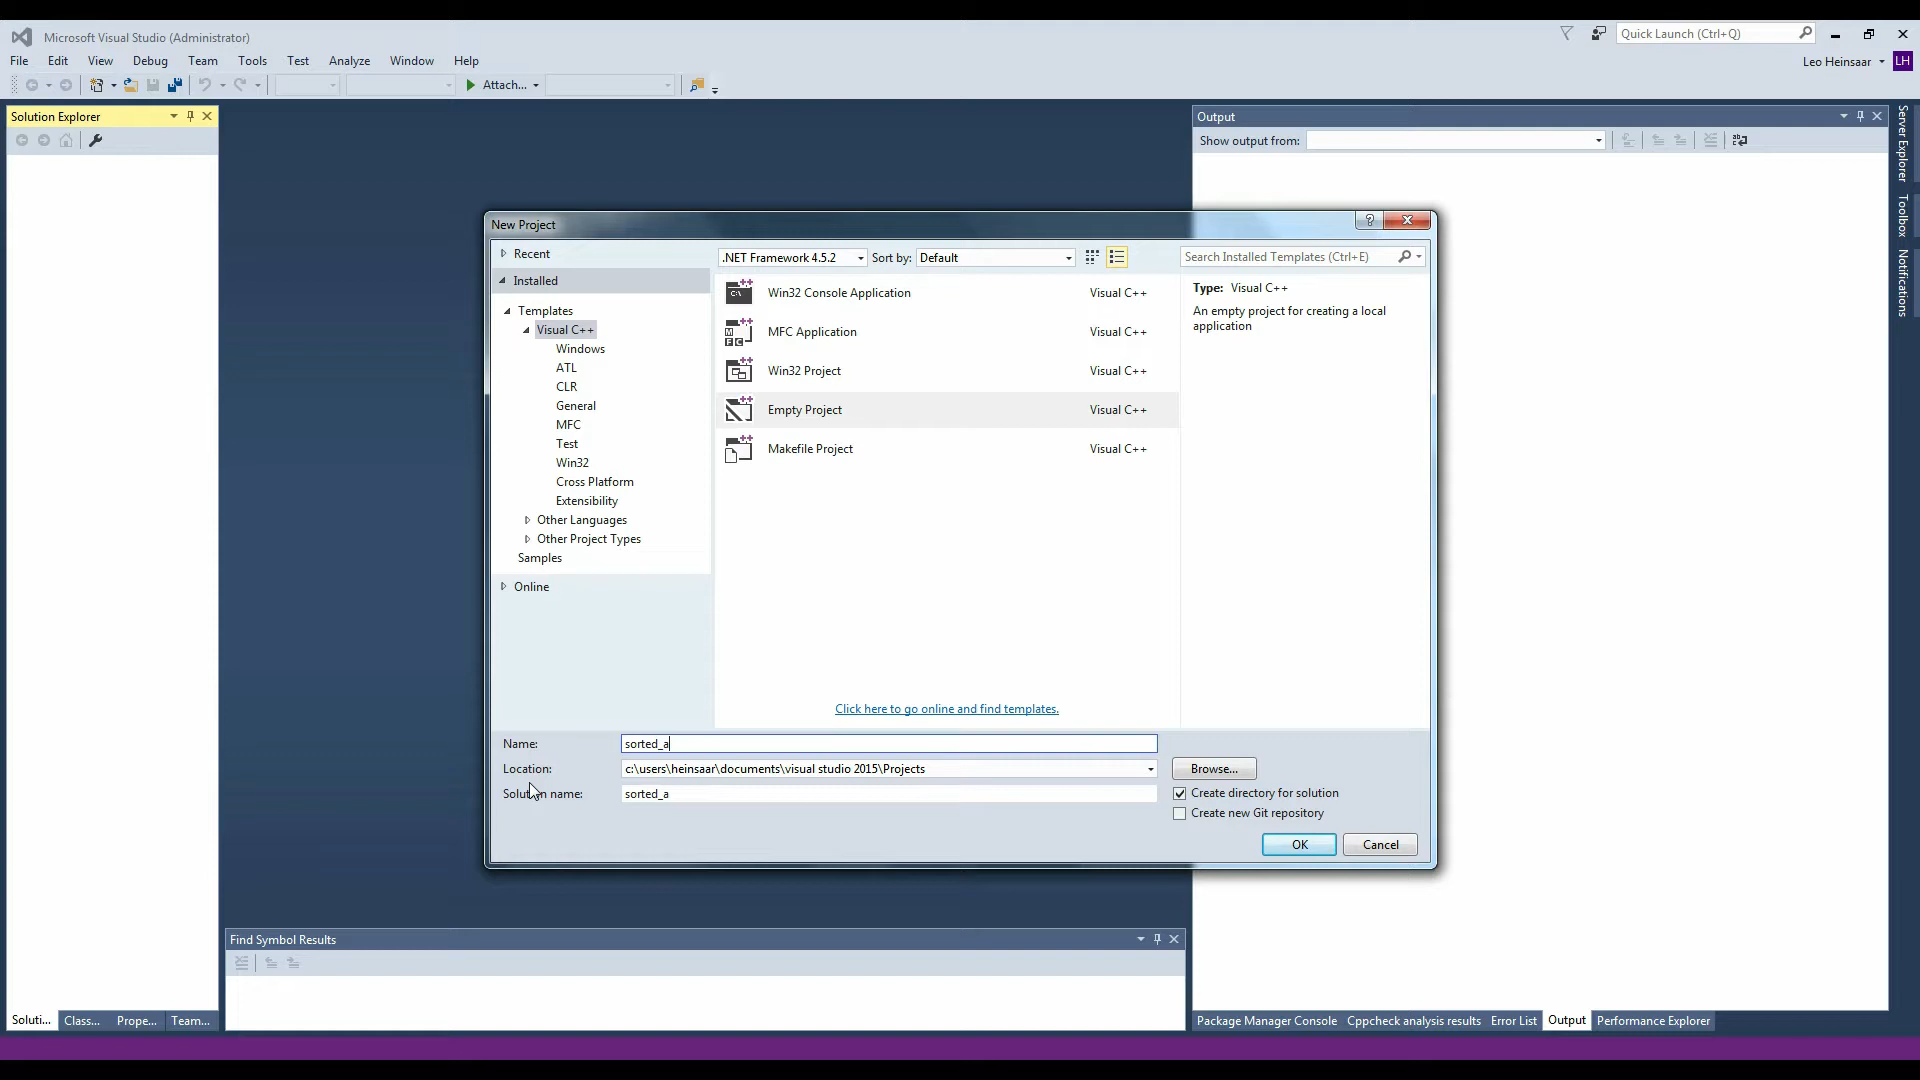 Microsoft Visual Studio (Administrator)
Quick Launch (Ctrl+Q)
File Edit View Debug Team Tools Test Analyze Window Help
Leo Heinsaar LH
Attach...
Solution Explorer
Output
Show output from:
Server Explorer
Toolbox
Notifications
New Project
Recent
Installed
Templates
Visual C++
Windows
ATL
CLR
General
MFC
Test
Win32
Cross Platform
Extensibility
Other Languages
Other Project Types
Samples
Online
.NET Framework 4.5.2 Sort by: Default
Search Installed Templates (Ctrl+E)
Win32 Console Application Visual C++
MFC Application Visual C++
Win32 Project Visual C++
Empty Project Visual C++
Makefile Project Visual C++
Click here to go online and find templates.
Type: Visual C++
An empty project for creating a local
application
Name: sorted_a
Location: c:\users\heinsaar\documents\visual studio 2015\Projects
Browse...
Solution name: sorted_a
Create directory for solution
Create new Git repository
OK Cancel
Find Symbol Results
Soluti... Class... Prope... Team...
Package Manager Console Cppcheck analysis results Error List Output Performance Explorer